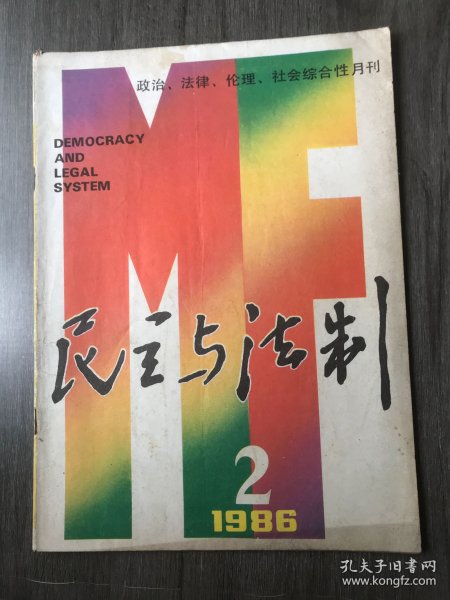 政治、法律、伦理、社会综合性月刊
DEMOCRACY
AND
LEGAL
SYSTEM
MF
民主与法制
2
1986
孔夫子旧书网
www.kongfz.com